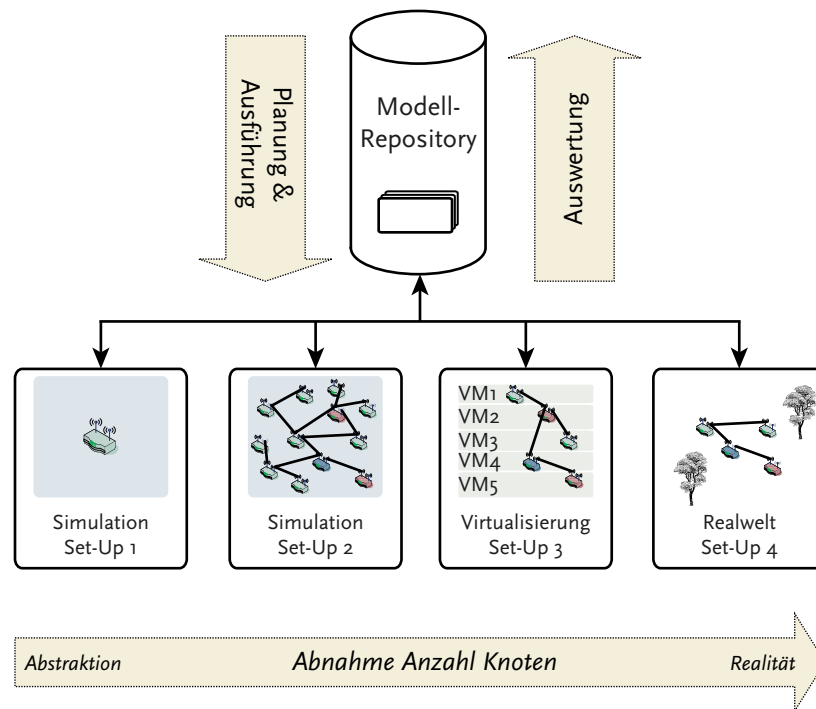 Planung &
Ausführung
Modell-
Repository
Auswertung
VM1
VM2
VM3
VM4
VM5
Simulation
Set-Up 1
Simulation
Set-Up 2
Virtualisierung
Set-Up 3
Realwelt
Set-Up 4
Abstraktion
Abnahme Anzahl Knoten
Realität